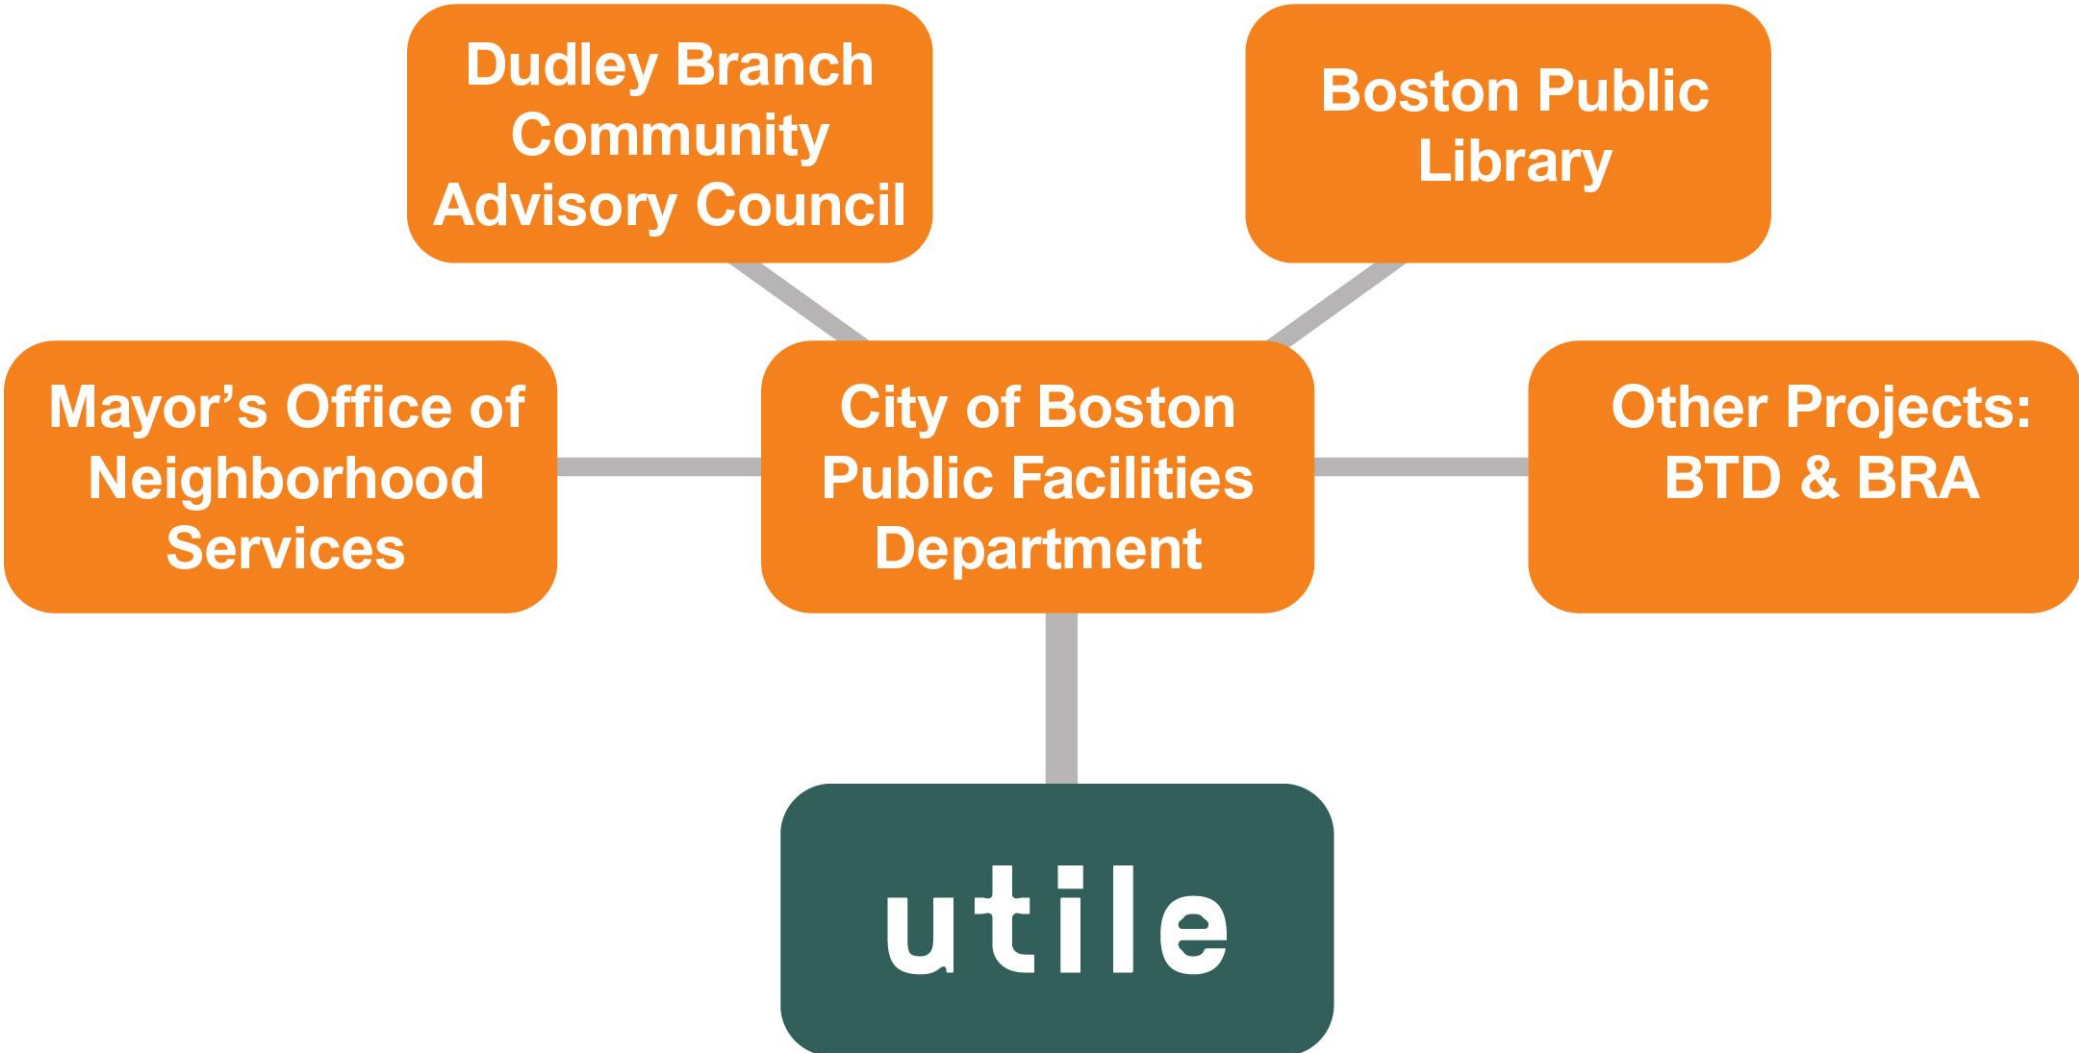 Dudley Branch
Community
Advisory Council
Boston Public
Library
Mayor’s Office of
Neighborhood
Services
City of Boston
Public Facilities
Department
Other Projects:
BTD & BRA
utile